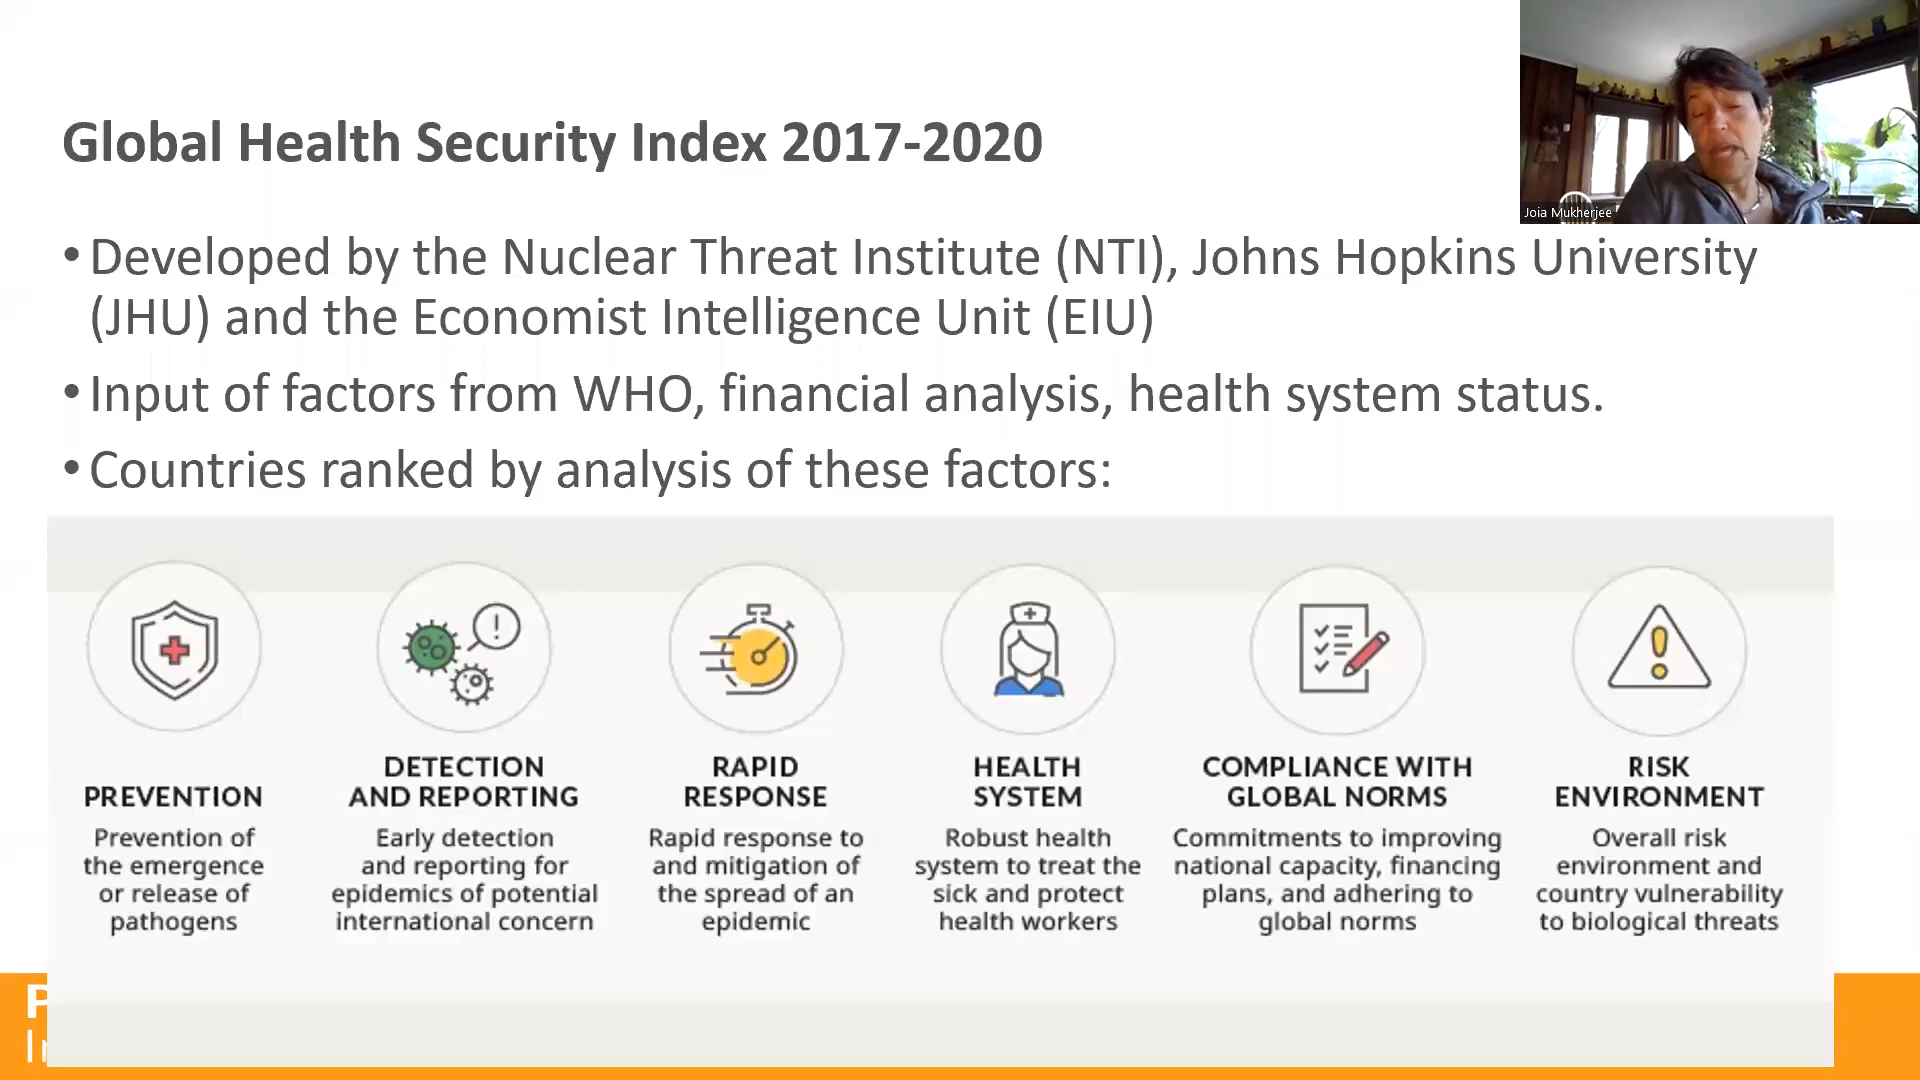 Global Health Security Index 2017-2020
Joia Mukherjee
• Developed by the Nuclear Threat Institute (NTI), Johns Hopkins University
(JHU) and the Economist Intelligence Unit (EIU)
• Input of factors from WHO, financial analysis, health system status.
• Countries ranked by analysis of these factors:
PREVENTION
Prevention of
the emergence
or release of
pathogens
DETECTION
AND REPORTING
Early detection
and reporting for
epidemics of potential
international concern
RAPID
RESPONSE
Rapid response to
and mitigation of
the spread of an
epidemic
HEALTH
SYSTEM
Robust health
system to treat the
sick and protect
health workers
COMPLIANCE WITH
GLOBAL NORMS
Commitments to improving
national capacity, financing
plans, and adhering to
global norms
RISK
ENVIRONMENT
Overall risk
environment and
country vulnerability
to biological threats